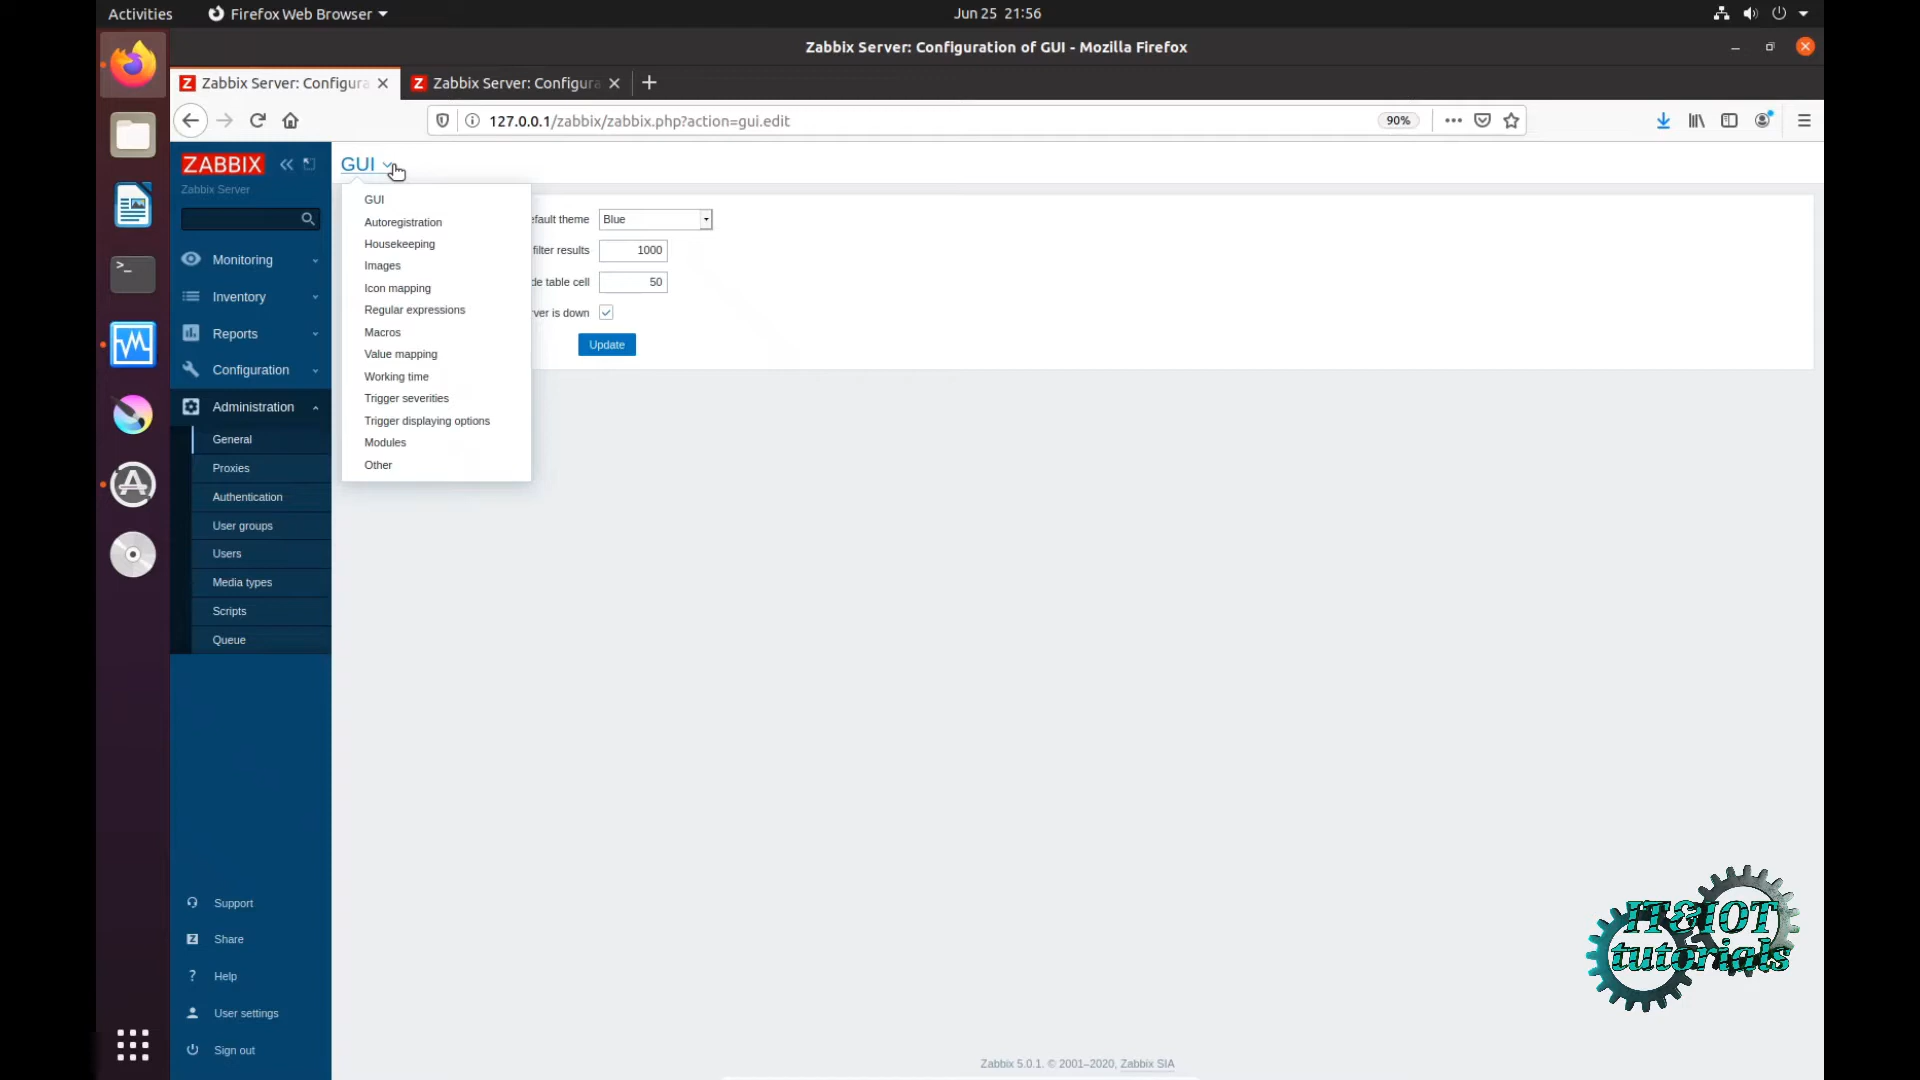 Activities
Firefox Web Browser
Jun 25 21:56
Zabbix Server: Configuration of GUI - Mozilla Firefox
Zabbix Server: Configura
Zabbix Server: Configura
127.0.0.1/zabbix/zabbix.php?action=gui.edit
90%
ZABBIX
Zabbix Server
Monitoring
Inventory
Reports
Configuration
Administration
General
Proxies
Authentication
User groups
Users
Media types
Scripts
Queue
Support
Share
Help
User settings
Sign out
GUI
GUI
Autoregistration
Housekeeping
Images
Icon mapping
Regular expressions
Macros
Value mapping
Working time
Trigger severities
Trigger displaying options
Modules
Other
efault theme Blue
filter results 1000
de table cell 50
rver is down
Update
IT&IOT
tutorials
Zabbix 5.0.1. © 2001–2020, Zabbix SIA